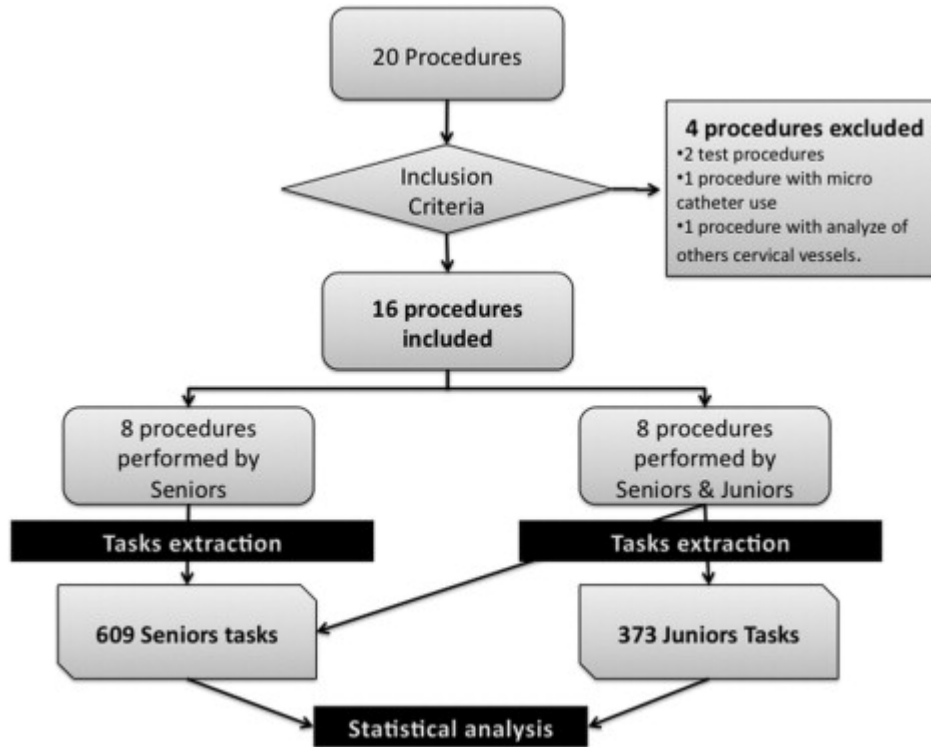 20 Procedures
4 procedures excluded
•2 test procedures
•1 procedure with micro
catheter use
•1 procedure with analyze of
others cervical vessels.
Inclusion
Criteria
16 procedures
included
8 procedures
performed by
Seniors
8 procedures
performed by
Seniors & Juniors
Tasks extraction
Tasks extraction
609 Seniors tasks
373 Juniors Tasks
Statistical analysis